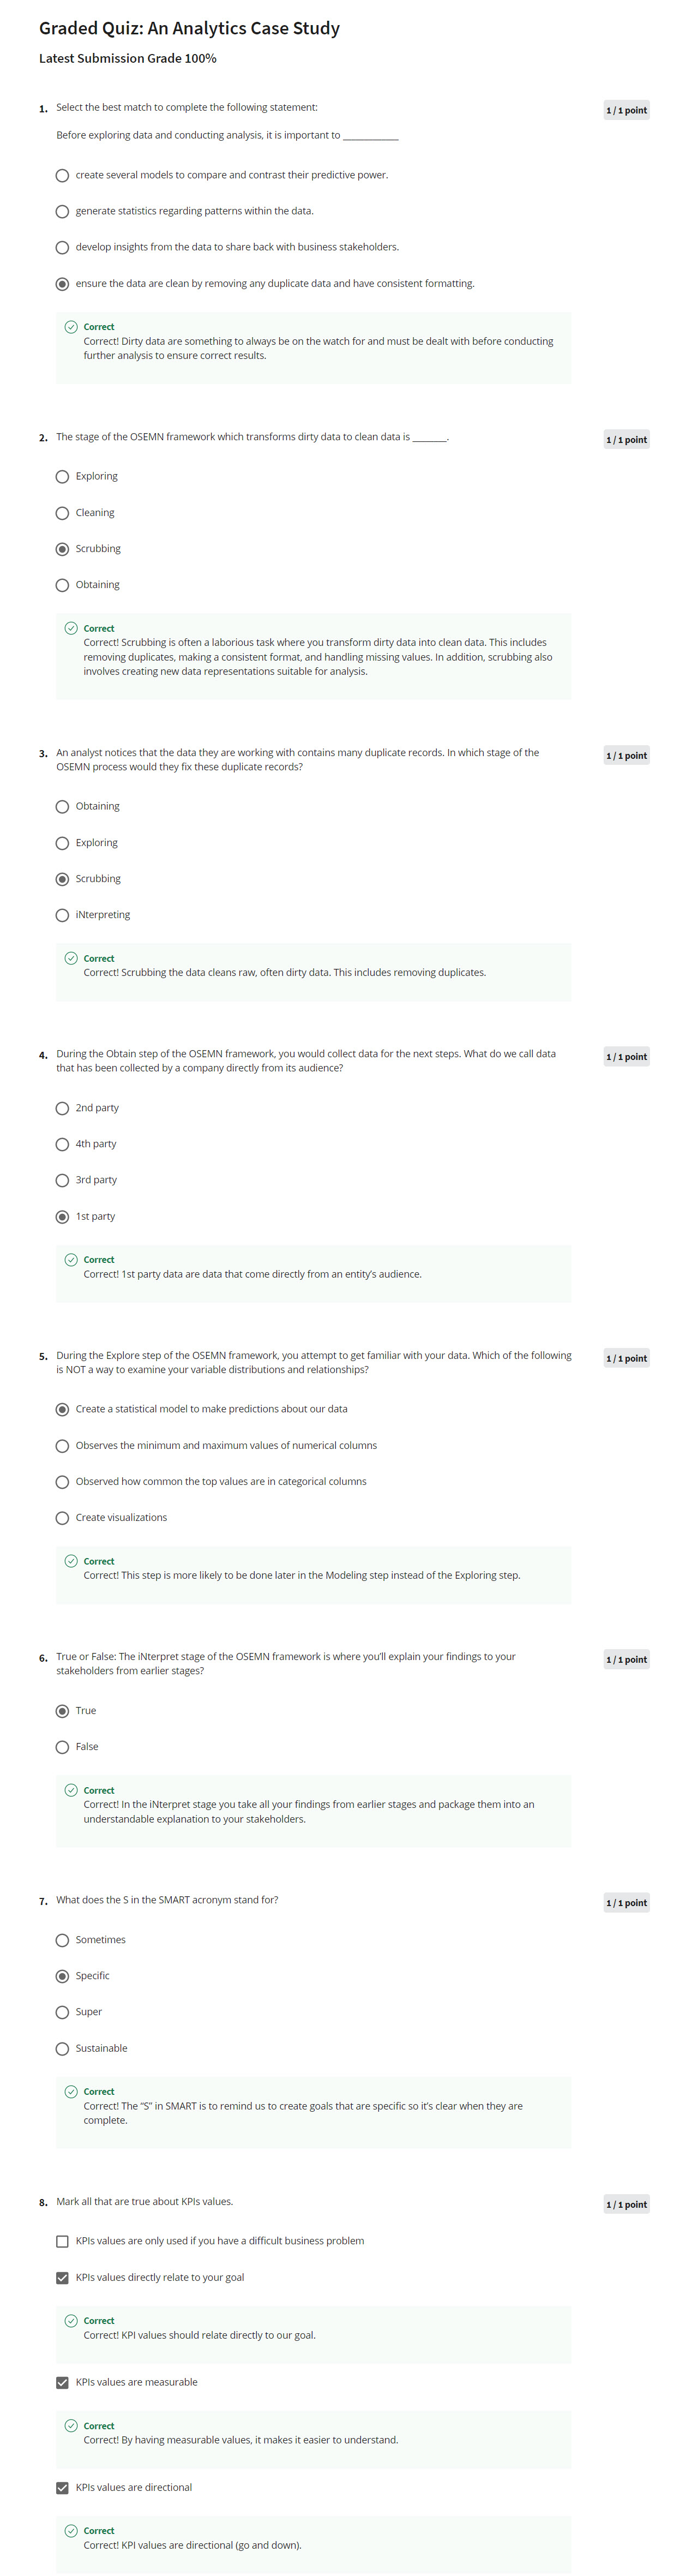 Graded Quiz: An Analytics Case Study
Latest Submission Grade 100%
1. Select the best match to complete the following statement:
1 / 1 point
Before exploring data and conducting analysis, it is important to ____________
create several models to compare and contrast their predictive power.
generate statistics regarding patterns within the data.
develop insights from the data to share back with business stakeholders.
ensure the data are clean by removing any duplicate data and have consistent formatting.
Correct
Correct! Dirty data are something to always be on the watch for and must be dealt with before conducting
further analysis to ensure correct results.
2. The stage of the OSEMN framework which transforms dirty data to clean data is _______.
1 / 1 point
Exploring
Cleaning
Scrubbing
Obtaining
Correct
Correct! Scrubbing is often a laborious task where you transform dirty data into clean data. This includes
removing duplicates, making a consistent format, and handling missing values. In addition, scrubbing also
involves creating new data representations suitable for analysis.
3. An analyst notices that the data they are working with contains many duplicate records. In which stage of the
1 / 1 point
OSEMN process would they fix these duplicate records?
Obtaining
Exploring
Scrubbing
iNterpreting
Correct
Correct! Scrubbing the data cleans raw, often dirty data. This includes removing duplicates.
4. During the Obtain step of the OSEMN framework, you would collect data for the next steps. What do we call data
1 / 1 point
that has been collected by a company directly from its audience?
2nd party
4th party
3rd party
1st party
Correct
Correct! 1st party data are data that come directly from an entity's audience.
5. During the Explore step of the OSEMN framework, you attempt to get familiar with your data. Which of the following
1 / 1 point
is NOT a way to examine your variable distributions and relationships?
Create a statistical model to make predictions about our data
Observes the minimum and maximum values of numerical columns
Observed how common the top values are in categorical columns
Create visualizations
Correct
Correct! This step is more likely to be done later in the Modeling step instead of the Exploring step.
6. True or False: The iNterpret stage of the OSEMN framework is where you'll explain your findings to your
1 / 1 point
stakeholders from earlier stages?
True
False
Correct
Correct! In the iNterpret stage you take all your findings from earlier stages and package them into an
understandable explanation to your stakeholders.
7. What does the S in the SMART acronym stand for?
1 / 1 point
Sometimes
Specific
Super
Sustainable
Correct
Correct! The “S” in SMART is to remind us to create goals that are specific so it's clear when they are
complete.
8. Mark all that are true about KPIs values.
1 / 1 point
KPIs values are only used if you have a difficult business problem
KPIs values directly relate to your goal
Correct
Correct! KPI values should relate directly to our goal.
KPIs values are measurable
Correct
Correct! By having measurable values, it makes it easier to understand.
KPIs values are directional
Correct
Correct! KPI values are directional (go and down).